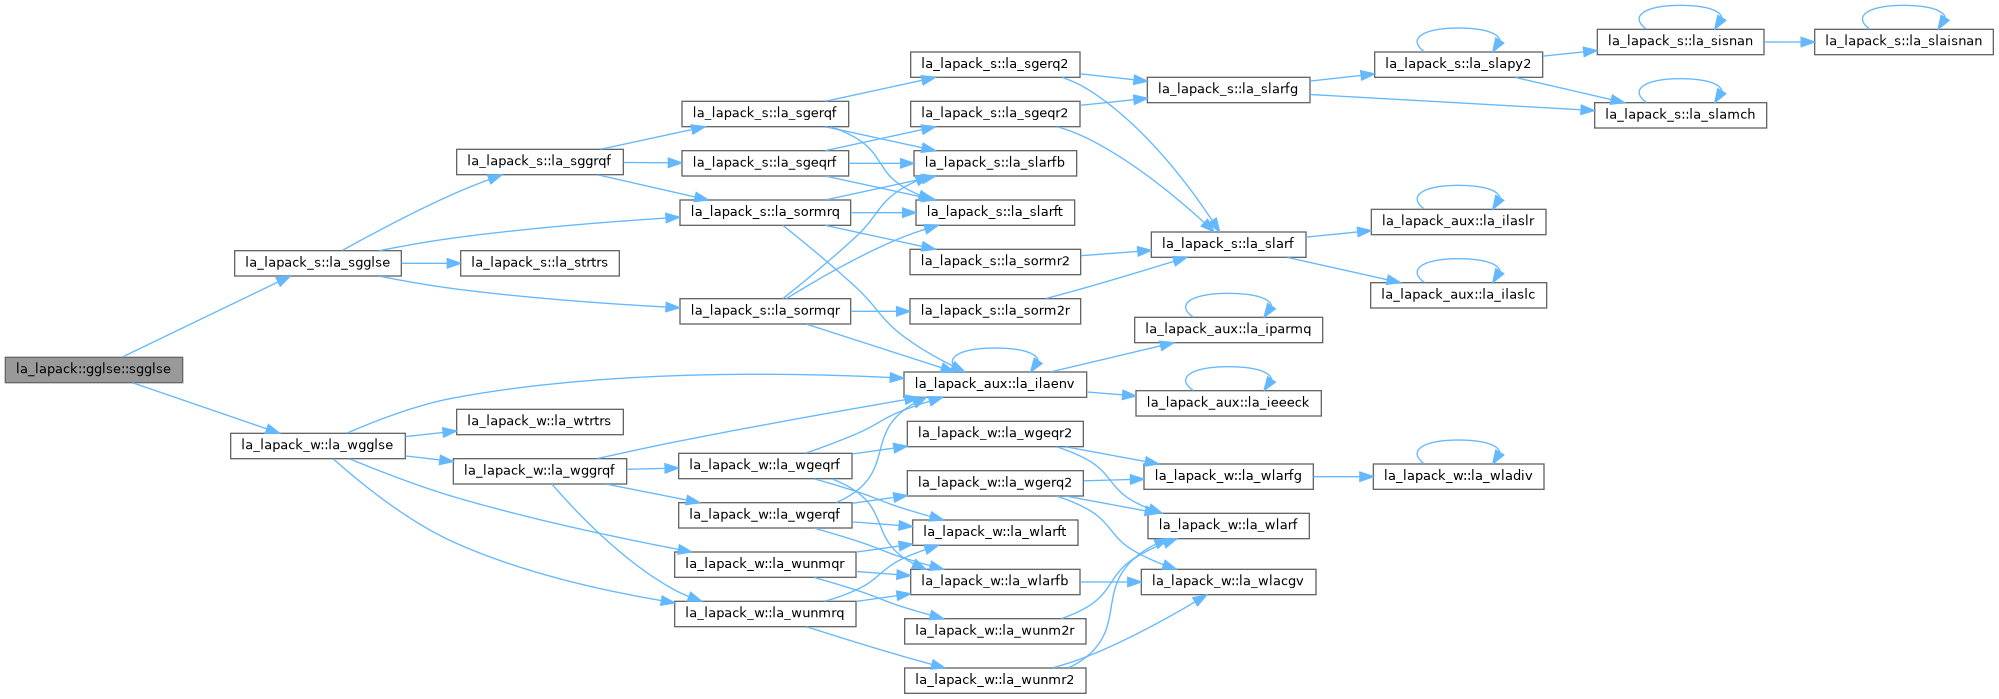 la_lapack::gglse::sgglse
la_lapack_s::la_sgglse
la_lapack_w::la_wgglse
la_lapack_s::la_sggrqf
la_lapack_s::la_strtrs
la_lapack_w::la_wtrtrs
la_lapack_w::la_wggrqf
la_lapack_s::la_sgerqf
la_lapack_s::la_sgeqrf
la_lapack_s::la_sormrq
la_lapack_s::la_sormqr
la_lapack_w::la_wgeqrf
la_lapack_w::la_wgerqf
la_lapack_w::la_wunmqr
la_lapack_w::la_wunmrq
la_lapack_s::la_sgerq2
la_lapack_s::la_sgeqr2
la_lapack_s::la_slarfb
la_lapack_s::la_slarft
la_lapack_s::la_sormr2
la_lapack_s::la_sorm2r
la_lapack_aux::la_ilaenv
la_lapack_w::la_wgeqr2
la_lapack_w::la_wgerq2
la_lapack_w::la_wlarft
la_lapack_w::la_wlarfb
la_lapack_w::la_wunm2r
la_lapack_w::la_wunmr2
la_lapack_s::la_slarfg
la_lapack_s::la_slarf
la_lapack_aux::la_iparmq
la_lapack_aux::la_ieeeck
la_lapack_w::la_wlarfg
la_lapack_w::la_wlarf
la_lapack_w::la_wlacgv
la_lapack_s::la_slapy2
la_lapack_aux::la_ilaslr
la_lapack_aux::la_ilaslc
la_lapack_w::la_wladiv
la_lapack_s::la_sisnan
la_lapack_s::la_slamch
la_lapack_s::la_slaisnan